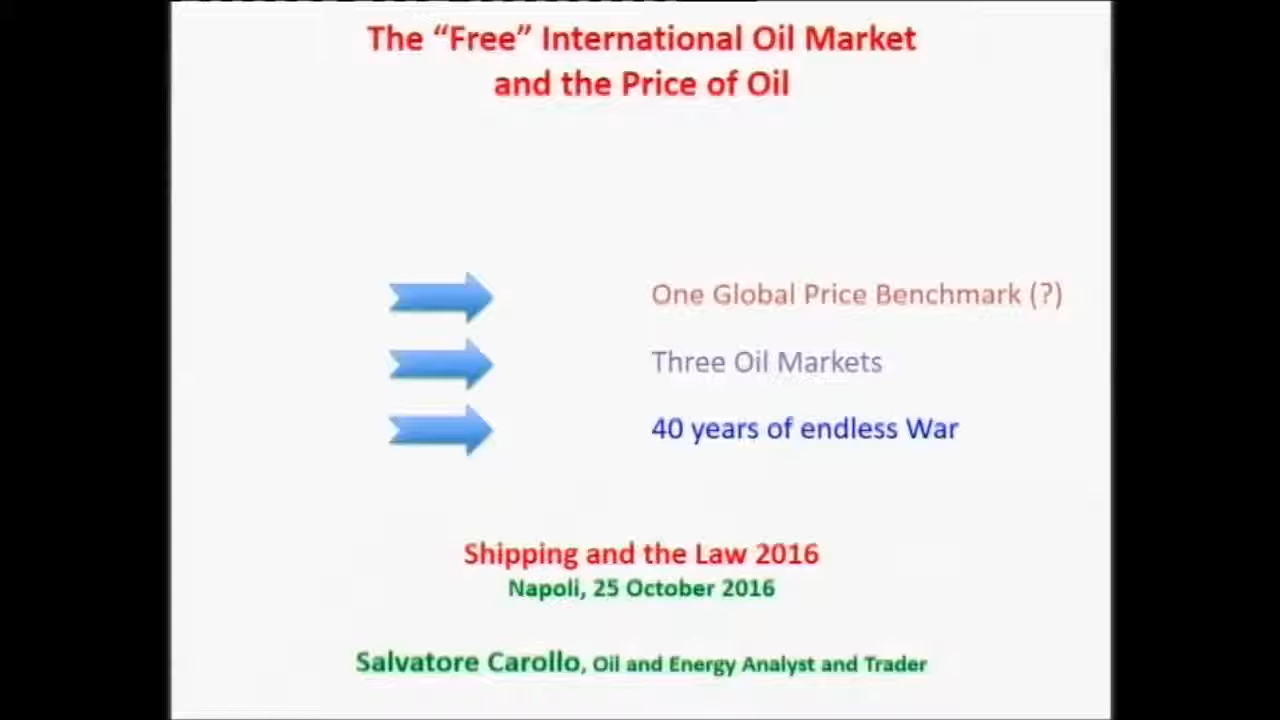 The “Free” International Oil Market
and the Price of Oil
One Global Price Benchmark (?)
Three Oil Markets
40 years of endless War
Shipping and the Law 2016
Napoli, 25 October 2016
Salvatore Carollo, Oil and Energy Analyst and Trader